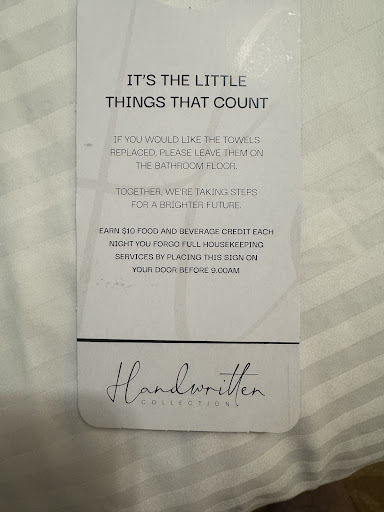 IT'S THE LITTLE
THINGS THAT COUNT
IF YOU WOULD LIKE THE TOWELS
REPLACED, PLEASE LEAVE THEM ON
THE BATHROOM FLOOR.
TOGETHER, WE'RE TAKING STEPS
FOR A BRIGHTER FUTURE.
EARN $10 FOOD AND BEVERAGE CREDIT EACH
NIGHT YOU FORGO FULL HOUSEKEEPING
SERVICES BY PLACING THIS SIGN ON
YOUR DOOR BEFORE 9.00AM
Handwritten
COLLECTION